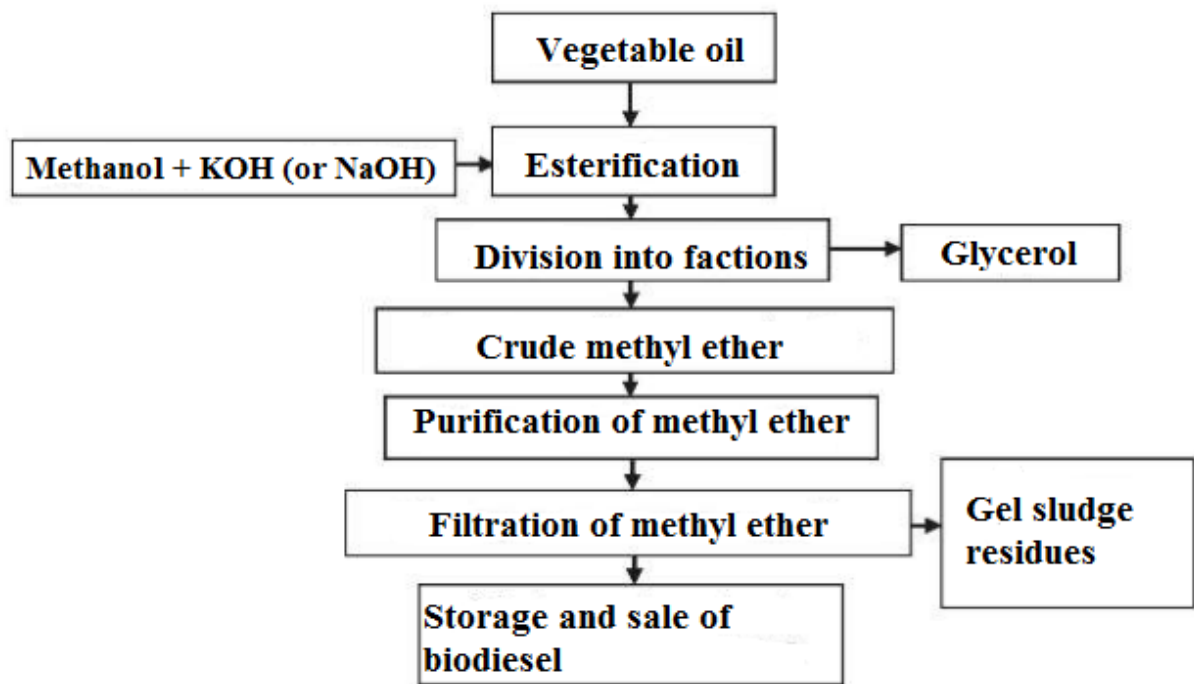 Vegetable oil
Methanol + KOH (or NaOH)
Esterification
Division into factions
Glycerol
Crude methyl ether
Purification of methyl ether
Filtration of methyl ether
Gel sludge
residues
Storage and sale of
biodiesel